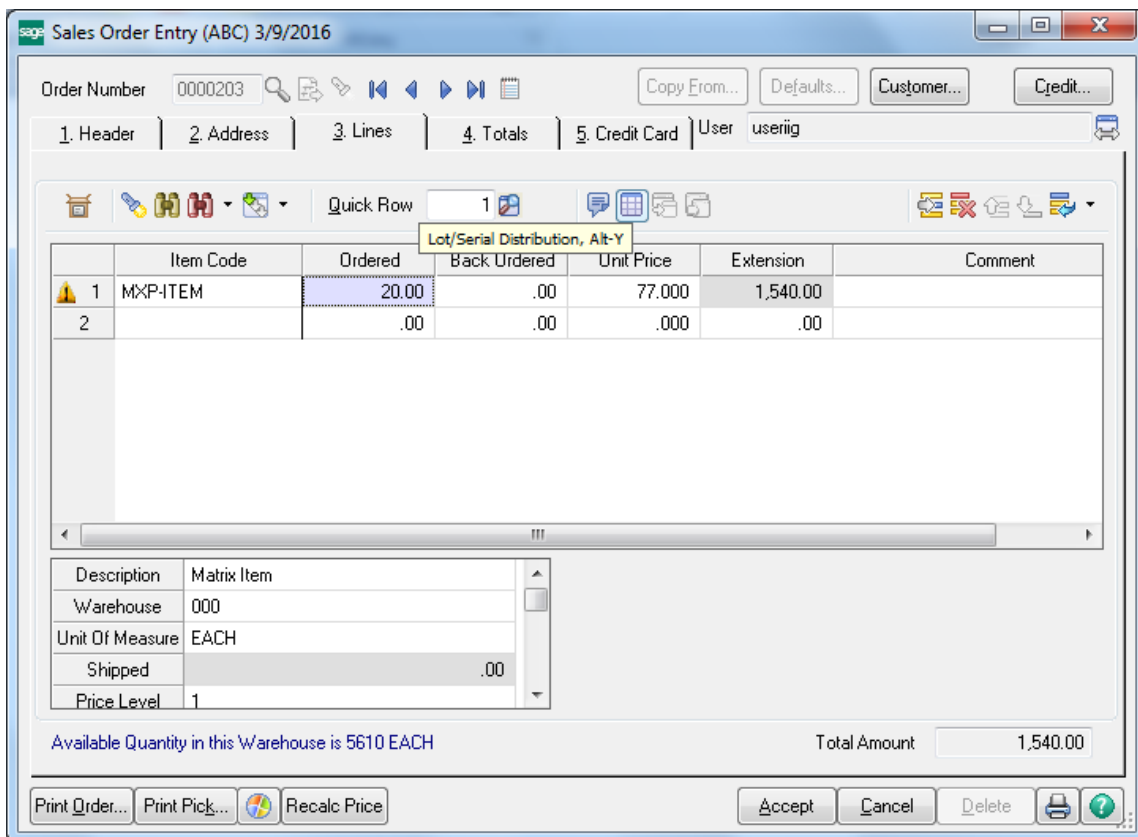 sage Sales Order Entry (ABC) 3/9/2016
Order Number 0000203 Copy From... Defaults... Customer... Credit...
1. Header 2. Address 3. Lines 4. Totals 5. Credit Card User useriig
Quick Row 1
Lot/Serial Distribution, Alt-Y
Item Code Ordered Back Ordered Unit Price Extension Comment
1 MXP-ITEM 20.00 .00 77.000 1,540.00
2 .00 .00 .000 .00
Description Matrix Item
Warehouse 000
Unit Of Measure EACH
Shipped .00
Price Level 1
Available Quantity in this Warehouse is 5610 EACH Total Amount 1,540.00
Print Order... Print Pick... Recalc Price Accept Cancel Delete